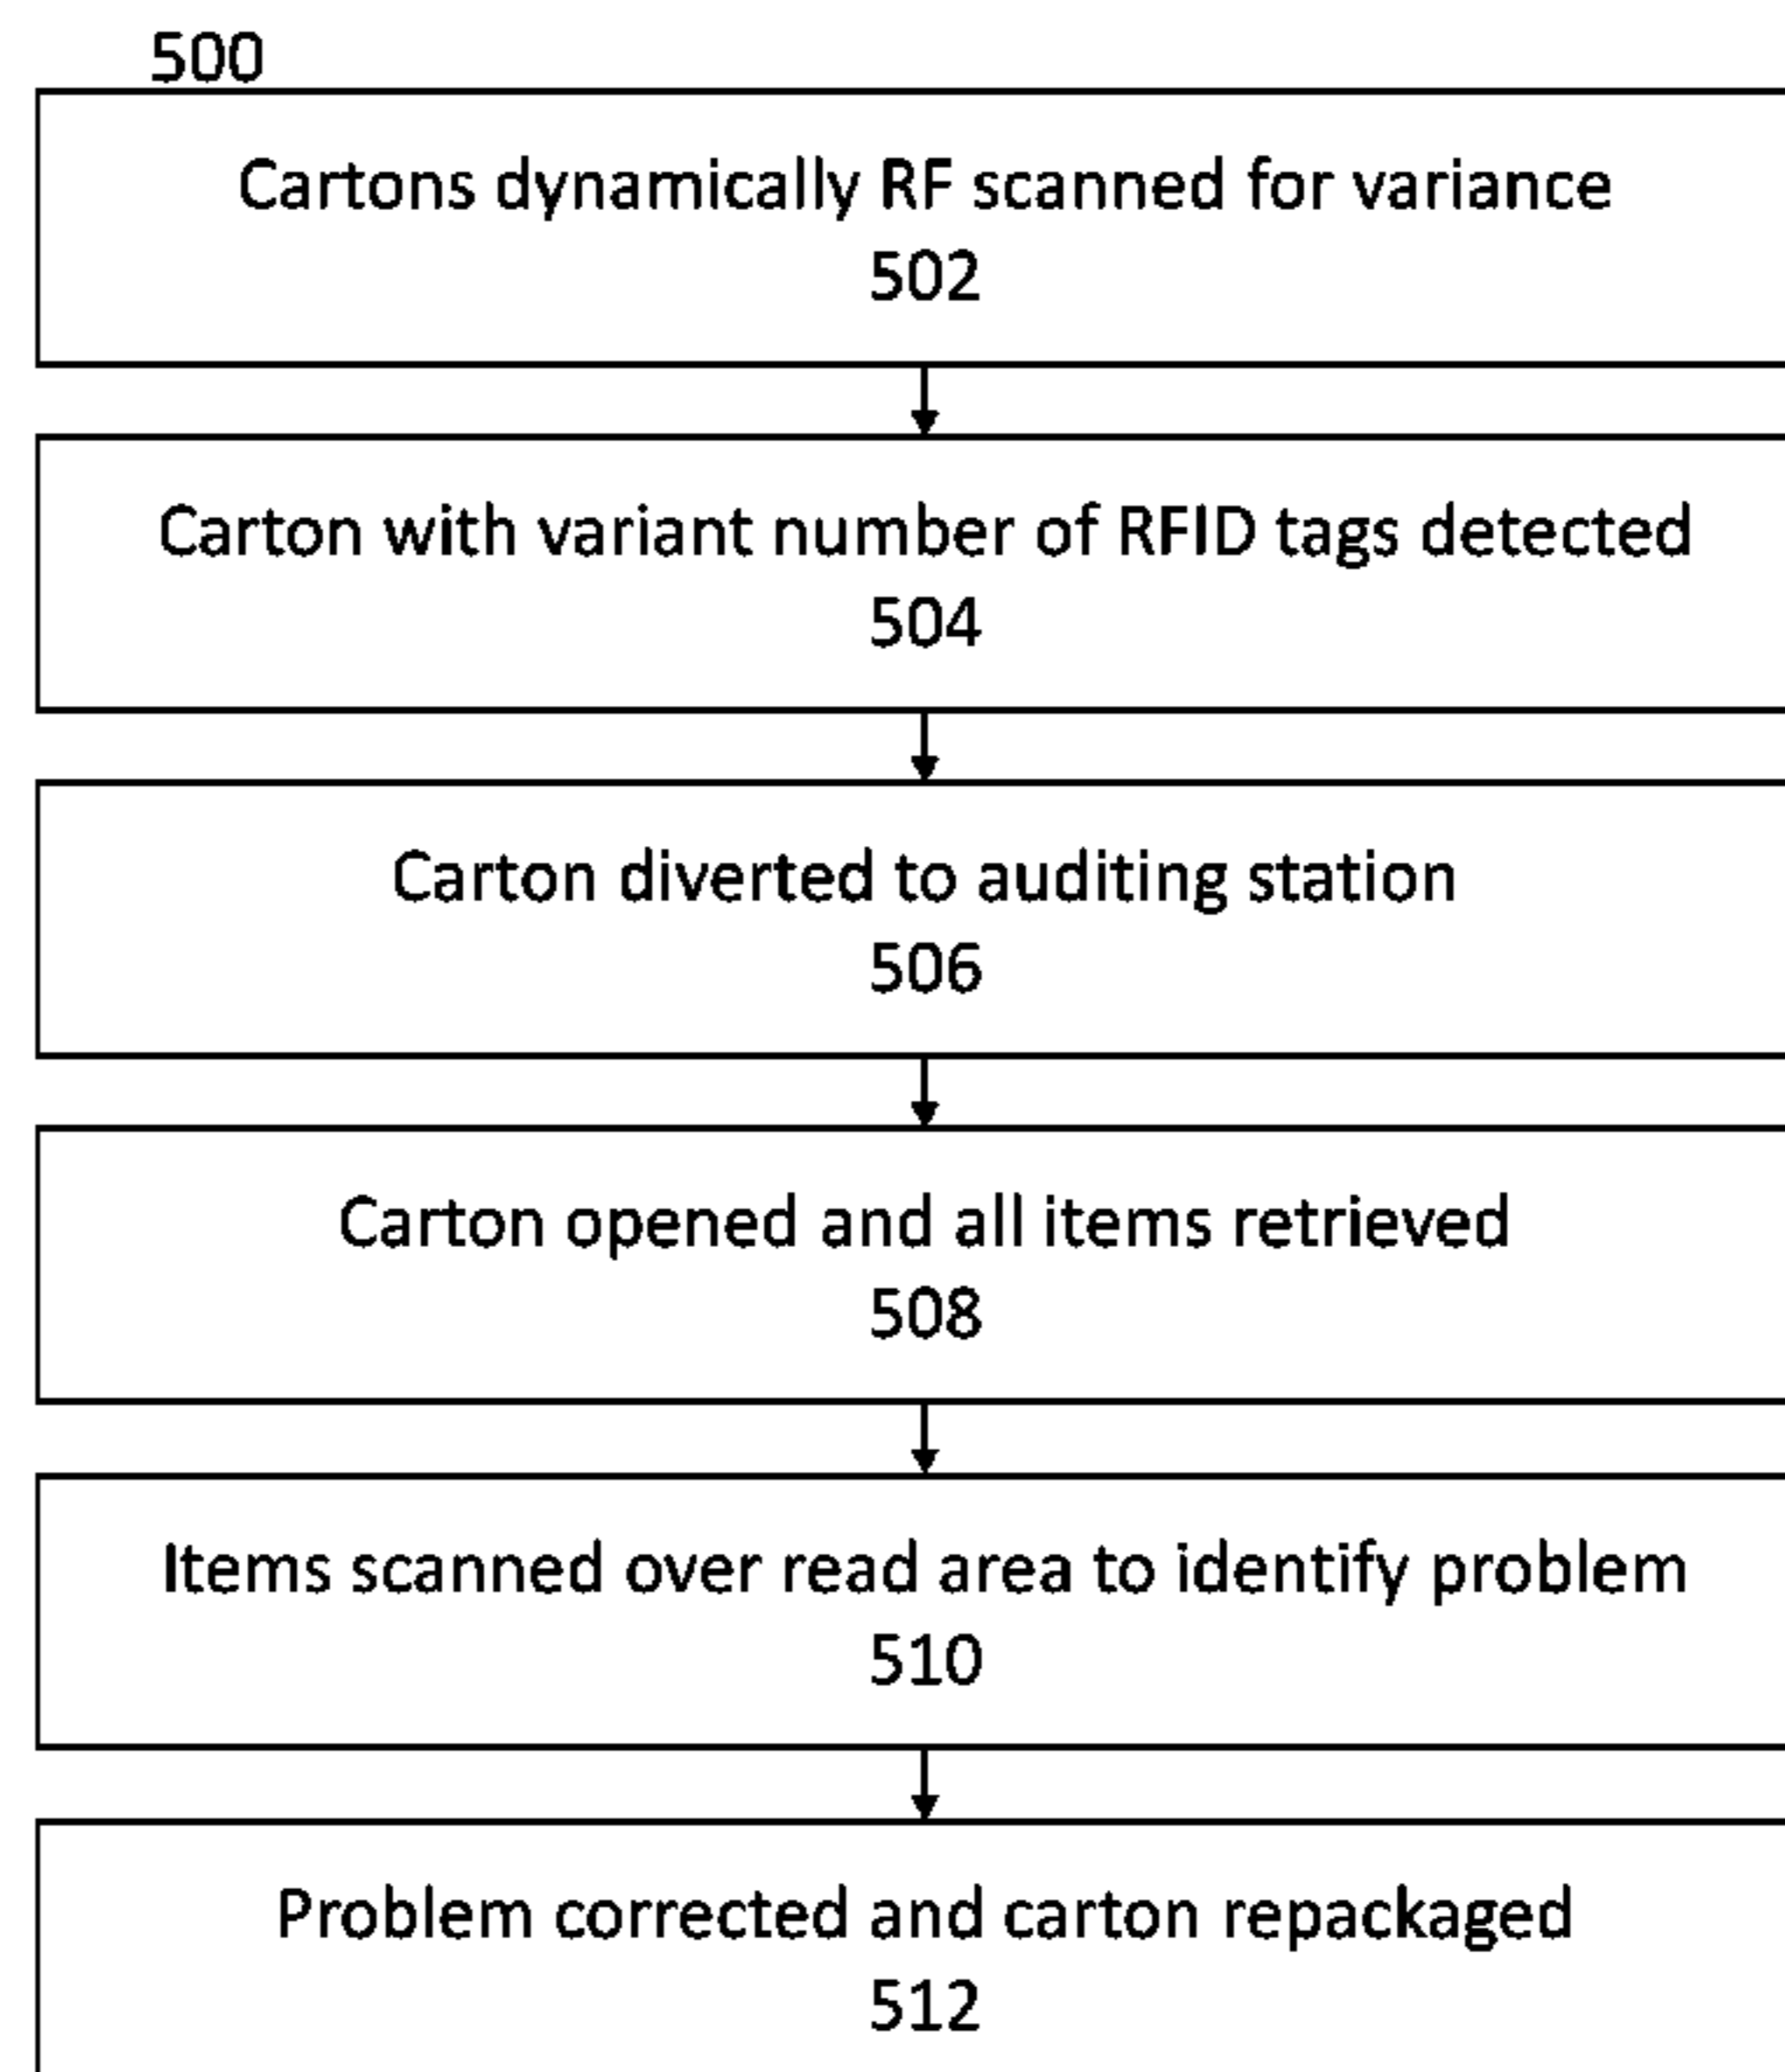 500
Cartons dynamically RF scanned for variance
502
Carton with variant number of RFID tags detected
504
Carton diverted to auditing station
506
Carton opened and all items retrieved
508
Items scanned over read area to identify problem
510
Problem corrected and carton repackaged
512